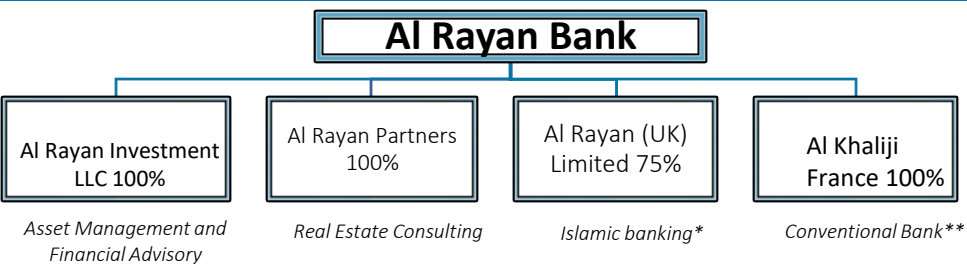 Al Rayan Bank
Al Rayan Investment
LLC 100%
Al Rayan Partners
100%
Al Rayan (UK)
Limited 75%
Al Khaliji
France 100%
Asset Management and
Financial Advisory
Real Estate Consulting
Islamic banking*
Conventional Bank**